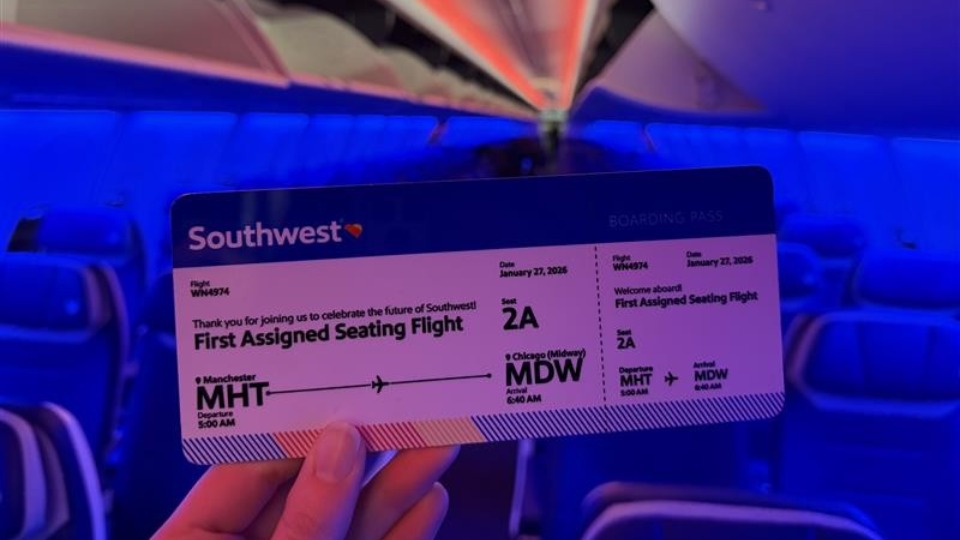 Southwest
BOARDING PASS
Flight
WN4974
Date
January 27, 2026
Thank you for joining us to celebrate the future of Southwest!
First Assigned Seating Flight
Seat
2A
Manchester
MHT
Departure
5:00 AM
Chicago (Midway)
MDW
Arrival
6:40 AM
Flight
WN4974
Date
January 27, 2026
Welcome aboard!
First Assigned Seating Flight
Seat
2A
Departure
MHT
5:00 AM
Arrival
MDW
6:40 AM